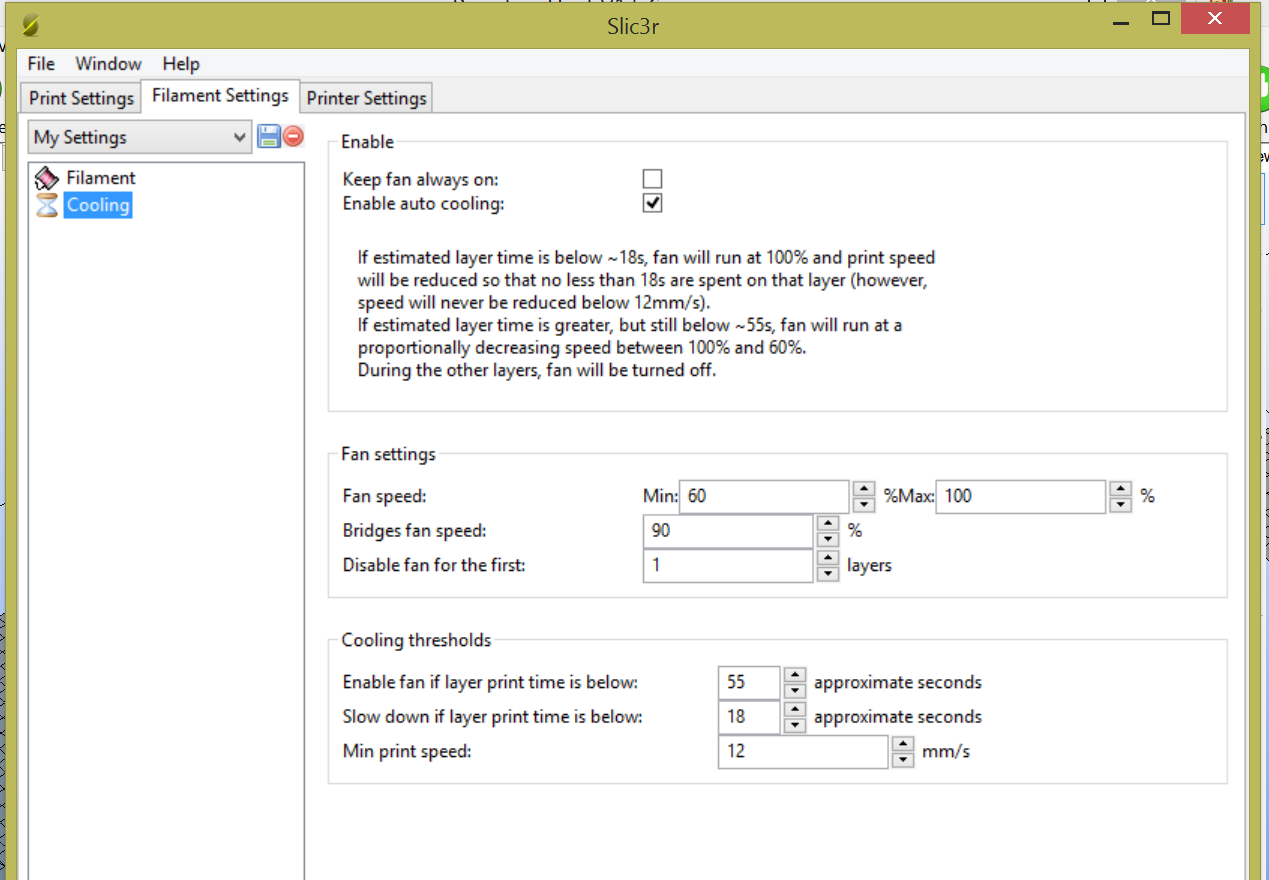 Slic3r
File Window Help
Print Settings Filament Settings Printer Settings
My Settings
Filament
Cooling
Enable
Keep fan always on:
Enable auto cooling:
If estimated layer time is below ~18s, fan will run at 100% and print speed
will be reduced so that no less than 18s are spent on that layer (however,
speed will never be reduced below 12mm/s).
If estimated layer time is greater, but still below ~55s, fan will run at a
proportionally decreasing speed between 100% and 60%.
During the other layers, fan will be turned off.
Fan settings
Fan speed: Min: 60 %Max: 100 %
Bridges fan speed: 90 %
Disable fan for the first: 1 layers
Cooling thresholds
Enable fan if layer print time is below: 55 approximate seconds
Slow down if layer print time is below: 18 approximate seconds
Min print speed: 12 mm/s